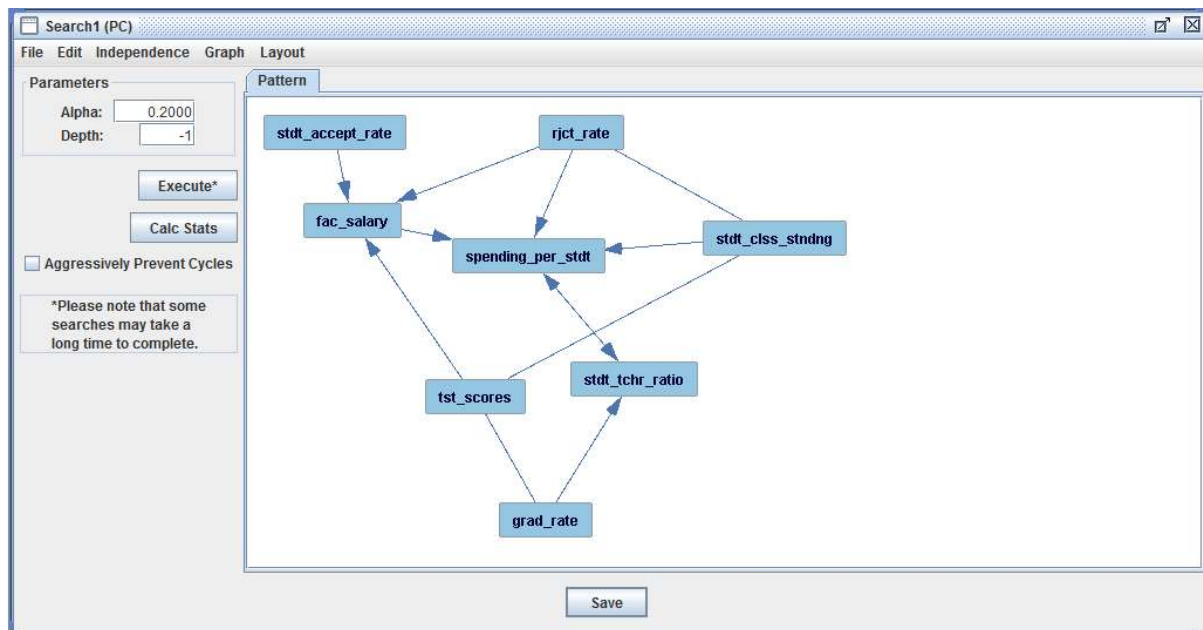 Search1 (PC)
File Edit Independence Graph Layout
Parameters
Alpha: 0.2000
Depth: -1
Execute*
Calc Stats
Aggressively Prevent Cycles
*Please note that some
searches may take a
long time to complete.
Pattern
stdt_accept_rate
rjct_rate
fac_salary
stdt_clss_stndng
spending_per_stdt
stdt_tchr_ratio
tst_scores
grad_rate
Save